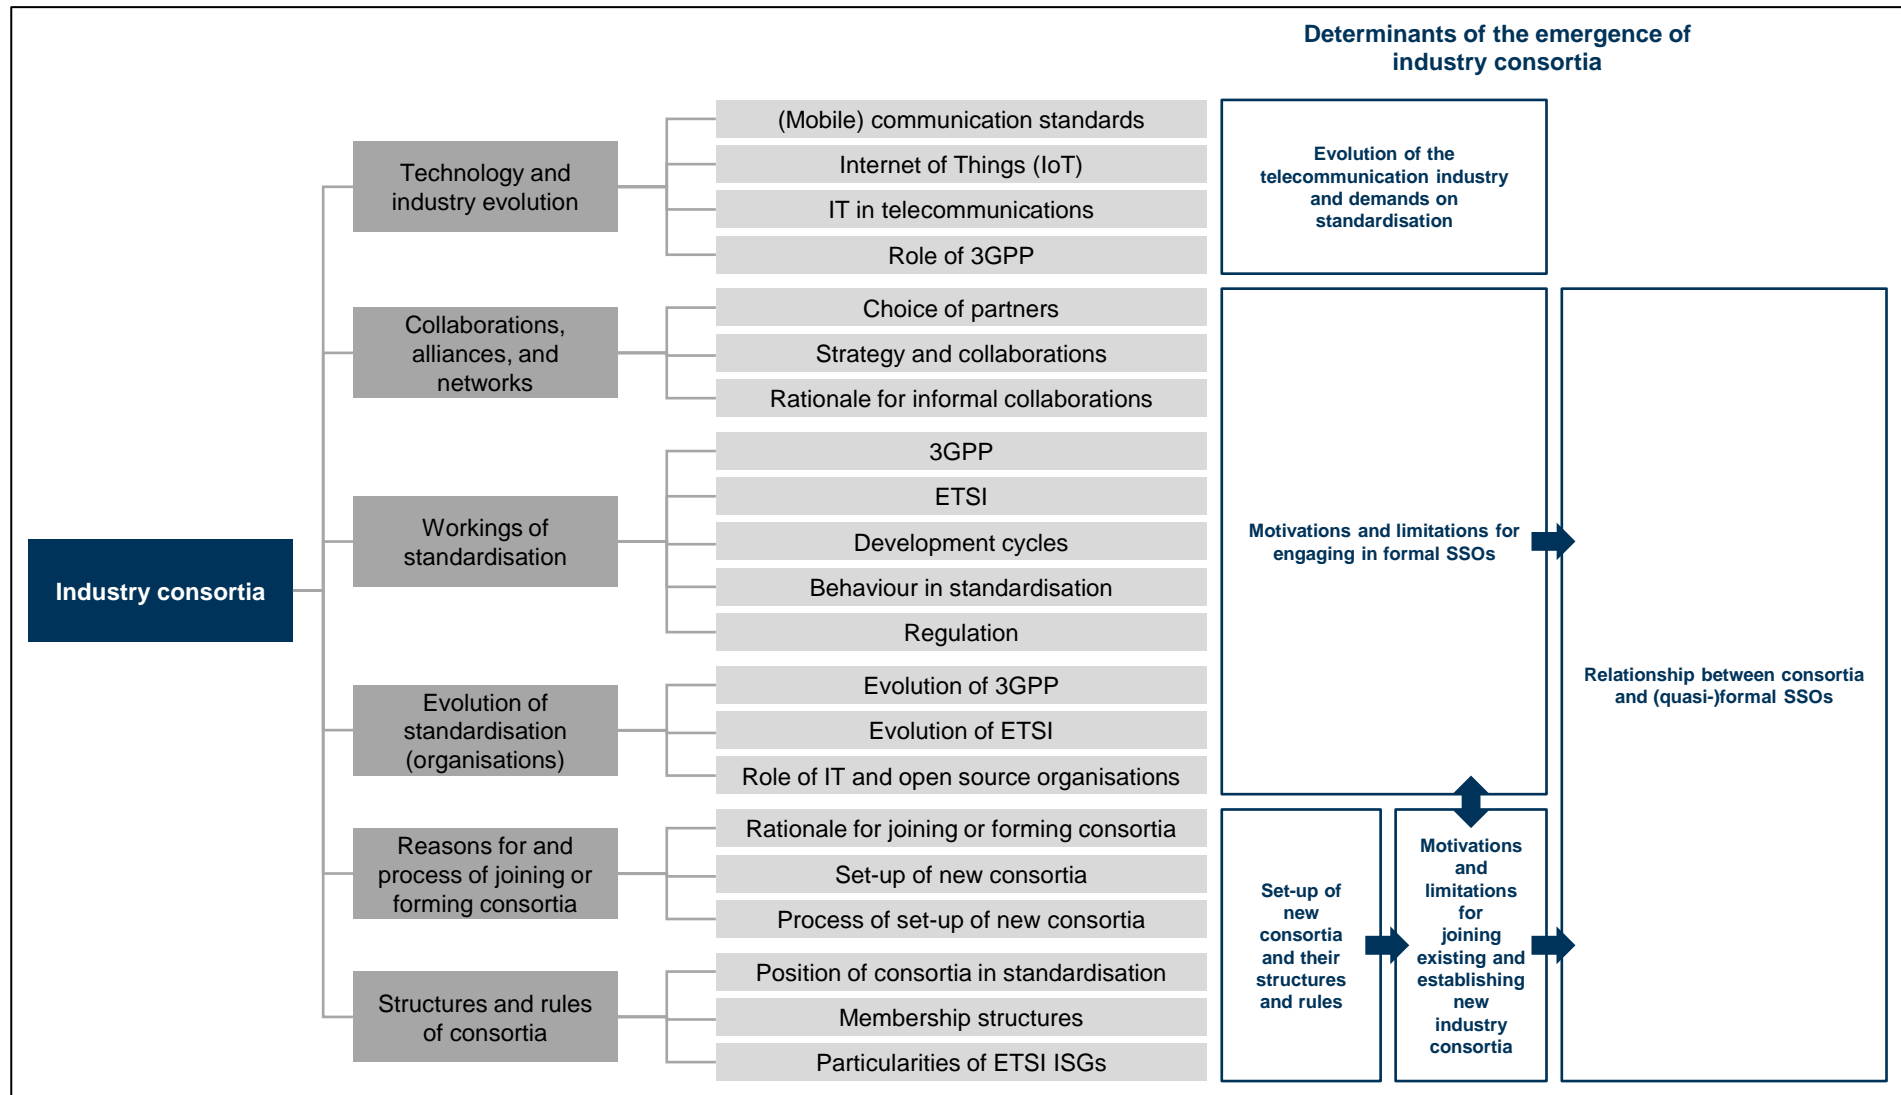 Determinants of the emergence of
industry consortia
Industry consortia
Technology and
industry evolution
(Mobile) communication standards
Internet of Things (IoT)
IT in telecommunications
Role of 3GPP
Collaborations,
alliances, and
networks
Choice of partners
Strategy and collaborations
Rationale for informal collaborations
Workings of
standardisation
3GPP
ETSI
Development cycles
Behaviour in standardisation
Regulation
Evolution of
standardisation
(organisations)
Evolution of 3GPP
Evolution of ETSI
Role of IT and open source organisations
Reasons for and
process of joining or
forming consortia
Rationale for joining or forming consortia
Set-up of new consortia
Process of set-up of new consortia
Structures and rules
of consortia
Position of consortia in standardisation
Membership structures
Particularities of ETSI ISGs
Evolution of the
telecommunication industry
and demands on
standardisation
Motivations and limitations for
engaging in formal SSOs
Set-up of
new
consortia
and their
structures
and rules
Motivations
and
limitations
for
joining
existing and
establishing
new
industry
consortia
Relationship between consortia
and (quasi-)formal SSOs